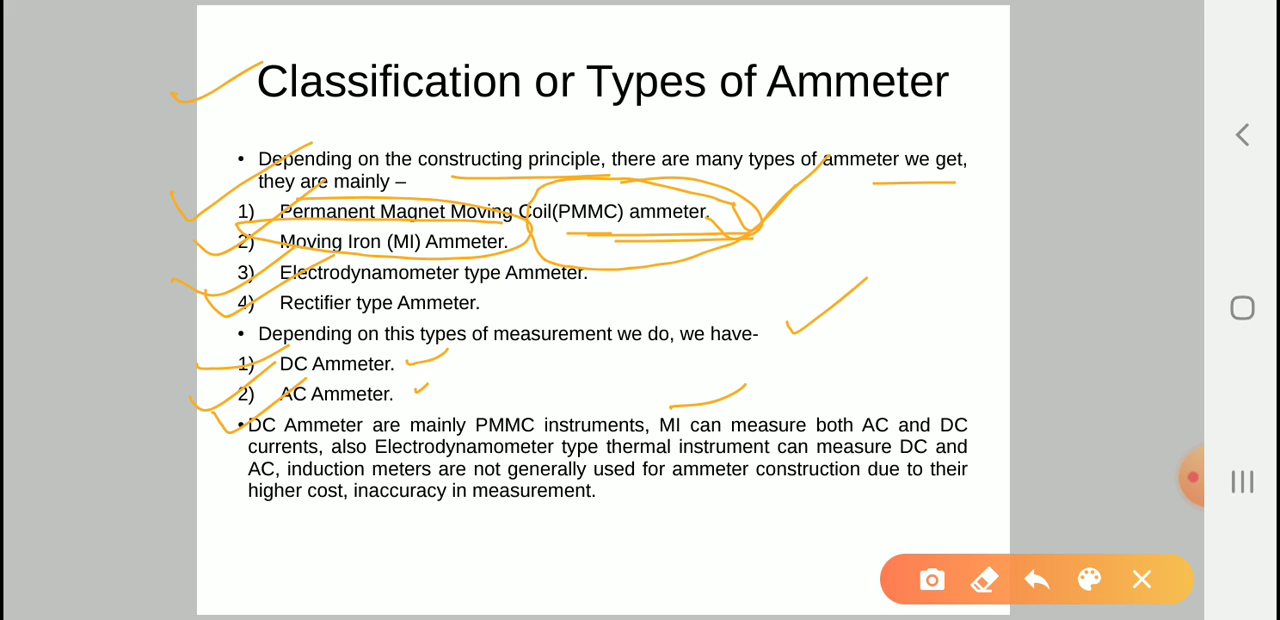 Classification or Types of Ammeter
• Depending on the constructing principle, there are many types of ammeter we get,
they are mainly –
1) Permanent Magnet Moving Coil(PMMC) ammeter.
2) Moving Iron (MI) Ammeter.
3) Electrodynamometer type Ammeter.
4) Rectifier type Ammeter.
• Depending on this types of measurement we do, we have-
1) DC Ammeter.
2) AC Ammeter.
• DC Ammeter are mainly PMMC instruments, MI can measure both AC and DC
currents, also Electrodynamometer type thermal instrument can measure DC and
AC, induction meters are not generally used for ammeter construction due to their
higher cost, inaccuracy in measurement.